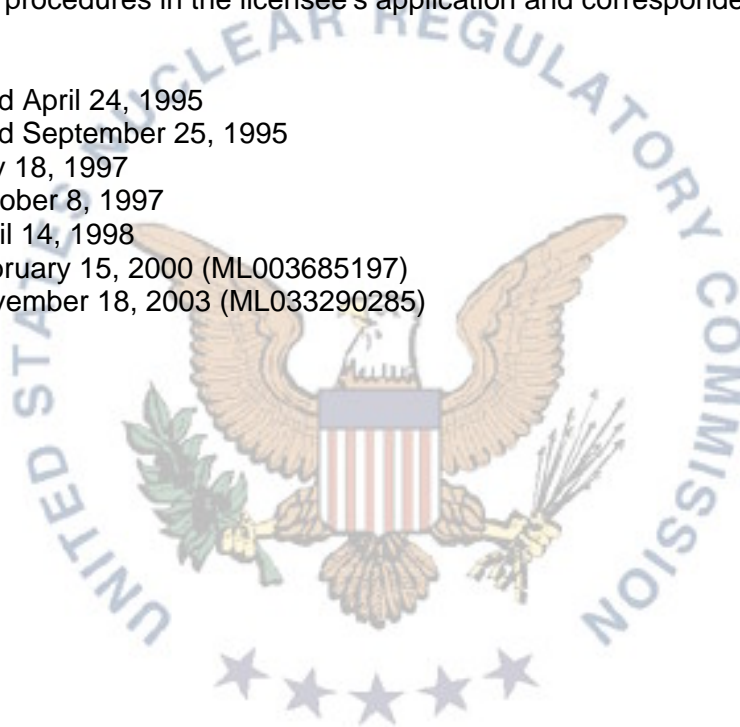 procedures in the licensee's application and
d April 24, 1995
d September 25, 1995
18, 1997
ober 8, 1997
il 14, 1998
ruary 15, 2000 (ML003685197)
vember 18, 2003 (ML033290285)
UNITED STATES NUCLEAR REGULATORY COMMISSION